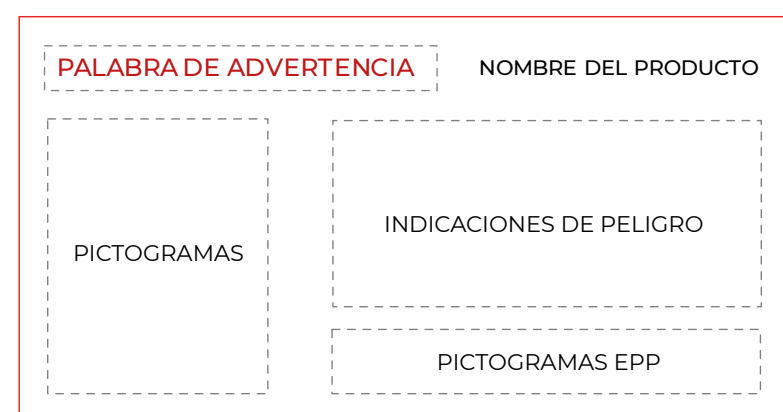 PALABRA DE ADVERTENCIA
NOMBRE DEL PRODUCTO
PICTOGRAMAS
INDICACIONES DE PELIGRO
PICTOGRAMAS EPP